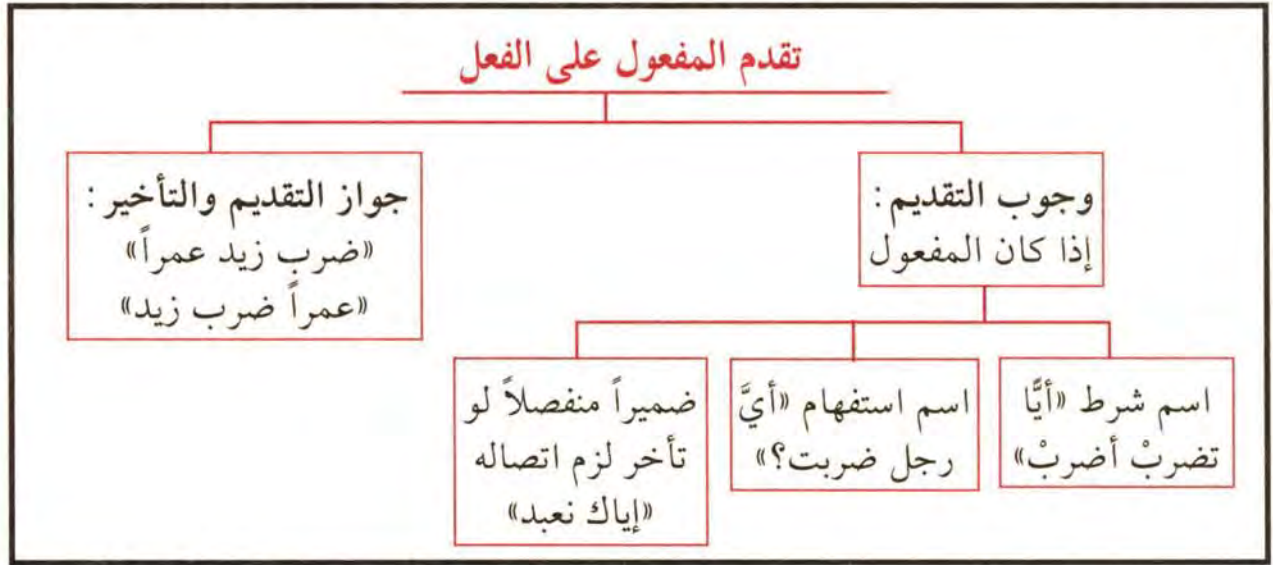 تقدم المفعول على الفعل
وجوب التقديم :
إذا كان المفعول
اسم شرط «أيًّا
تضربْ أضربْ»
اسم استفهام «أيَّ
رجل ضربت؟»
ضميراً منفصلاً لو
تأخر لزم اتصاله
«إياك نعبد»
جواز التقديم والتأخير :
«ضرب زيد عمراً»
«عمراً ضرب زيد»